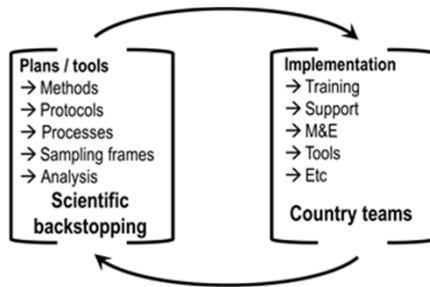 Plans / tools
→ Methods
→ Protocols
→ Processes
→ Sampling frames
→ Analysis
Scientific
backstopping
Implementation
→ Training
→ Support
→ M&E
→ Tools
→ Etc
Country teams